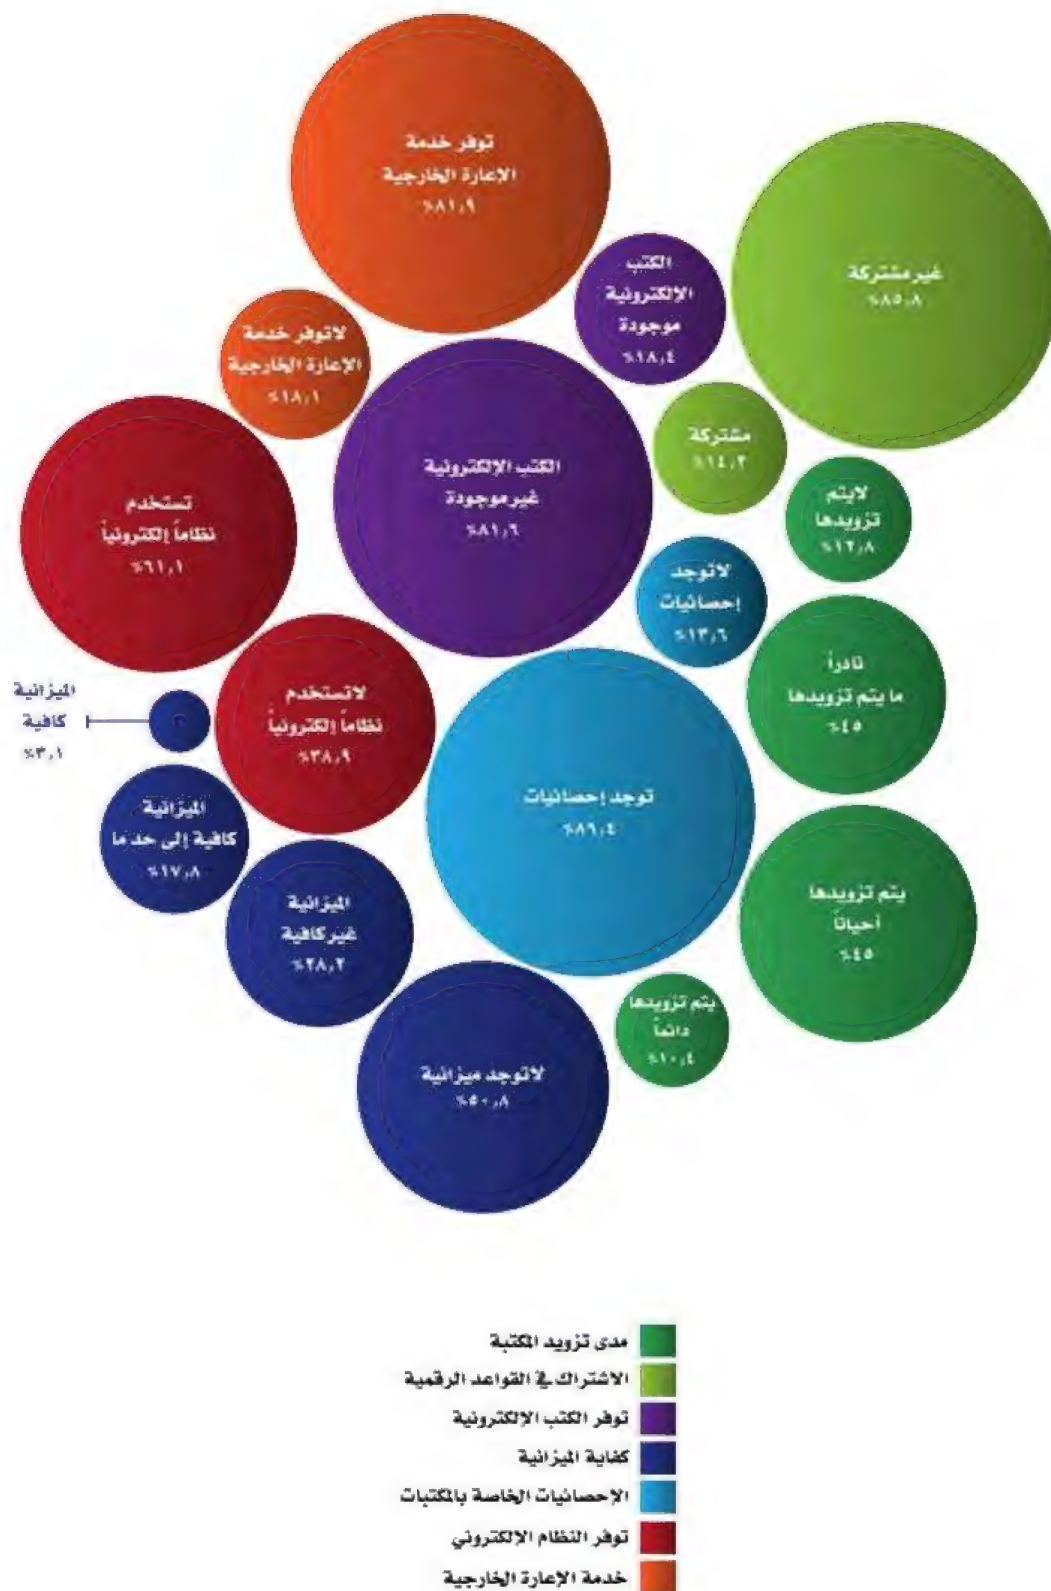 توفر خدمة
الإعارة الخارجية
%٨١,٩
غير مشتركة
%٨٥,٨
الكتب
الإلكترونية
موجودة
%١٨,٤
لاتوفر خدمة
الإعارة الخارجية
%١٨,١
مشتركة
%١٤,٢
الكتب الإلكترونية
غير موجودة
%٨١,٦
لايتم
تزويدها
%١٢,٨
تستخدم
نظاماً إلكترونياً
%٦١,١
لاتوجد
إحصائيات
%١٣,٦
نادراً
ما يتم تزويدها
%٤٥
الميزانية
كافية
%٣,١
لاتستخدم
نظاماً إلكترونياً
%٣٨,٩
توجد إحصائيات
%٨٦,٤
الميزانية
كافية إلى حد ما
%١٧,٨
الميزانية
غير كافية
%٢٨,٢
يتم تزويدها
أحياناً
%٤٥
يتم تزويدها
دائماً
%١٠,٤
لاتوجد ميزانية
%٥٠,٨
مدى تزويد المكتبة
الاشتراك في القواعد الرقمية
توفر الكتب الإلكترونية
كفاية الميزانية
الإحصائيات الخاصة بالمكتبات
توفر النظام الإلكتروني
خدمة الإعارة الخارجية